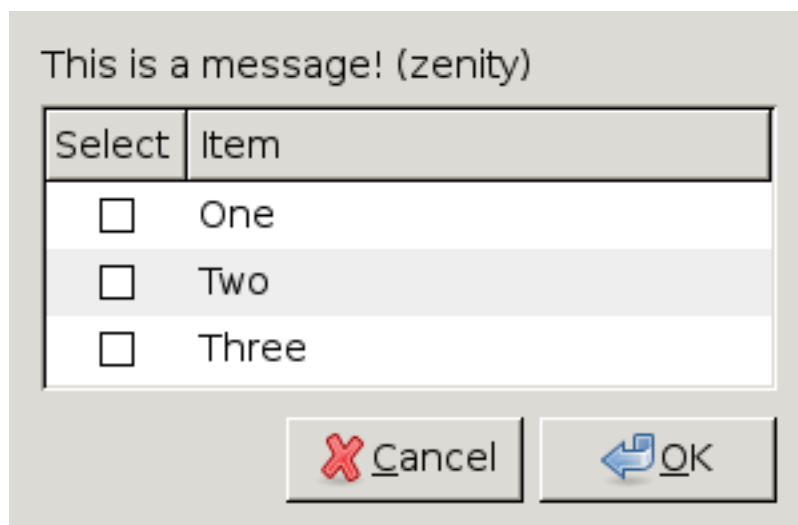 This is a message! (zenity)
Select Item
One
Two
Three
Cancel OK